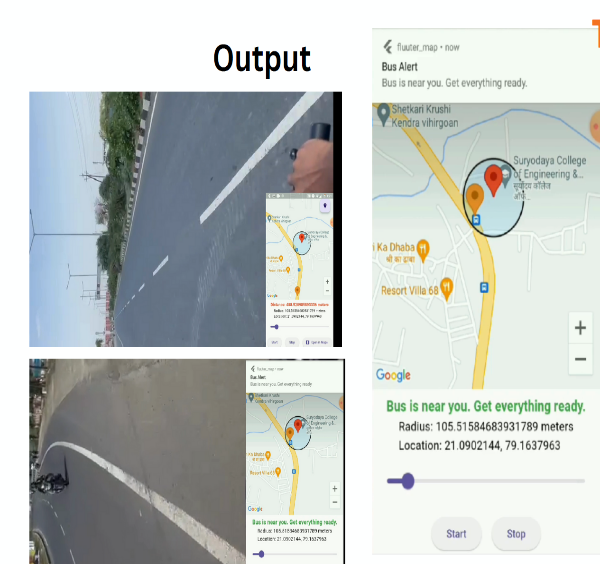 Output
fluuter_map • now
Bus Alert
Bus is near you. Get everything ready.
Shetkari Krushi
Kendra vihirgoan
Suryodaya College
of Engineering &...
सूर्योदय कॉलेज
ऑफ...
i Ka Dhaba
Resort Villa 68
Google
+
−
Bus is near you. Get everything ready.
Radius: 105.51584683931789 meters
Location: 21.0902144, 79.1637963
Start
Stop
Google
fluuter_map • now
Bus Alert
Bus is near you. Get everything ready.
Shetkari Krushi
Kendra vihirgoan
Suryodaya College
of Engineering &...
i Ka Dhaba
Resort Villa 68
Google
+
−
Bus is near you. Get everything ready.
Radius: 105.51584683931789 meters
Location: 21.0902144, 79.1637963